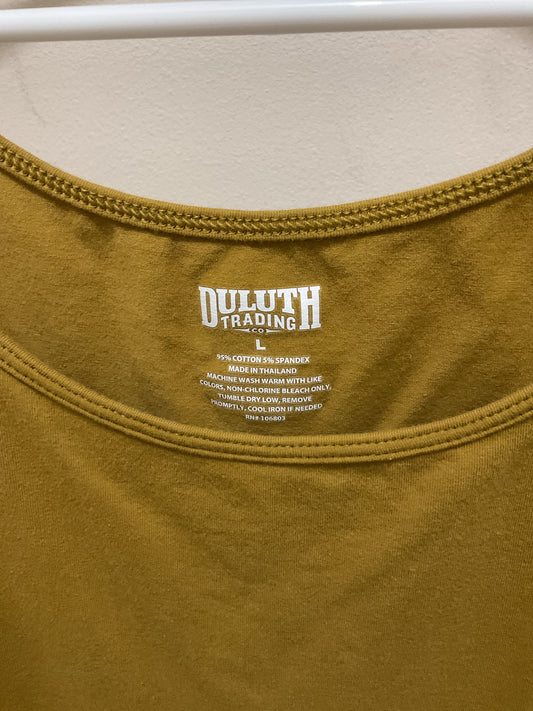 DULUTH
TRADING
CO
L
95% COTTON 5% SPANDEX
MADE IN THAILAND
MACHINE WASH WARM WITH LIKE
COLORS, NON-CHLORINE BLEACH ONLY,
TUMBLE DRY LOW, REMOVE
PROMPTLY, COOL IRON IF NEEDED
RN# 106803